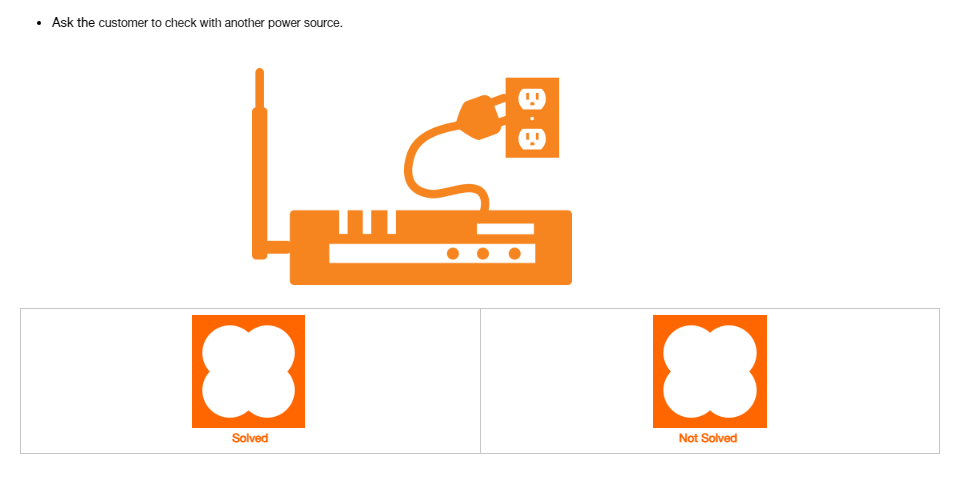 Ask the customer to check with another power source.
Solved
Not Solved